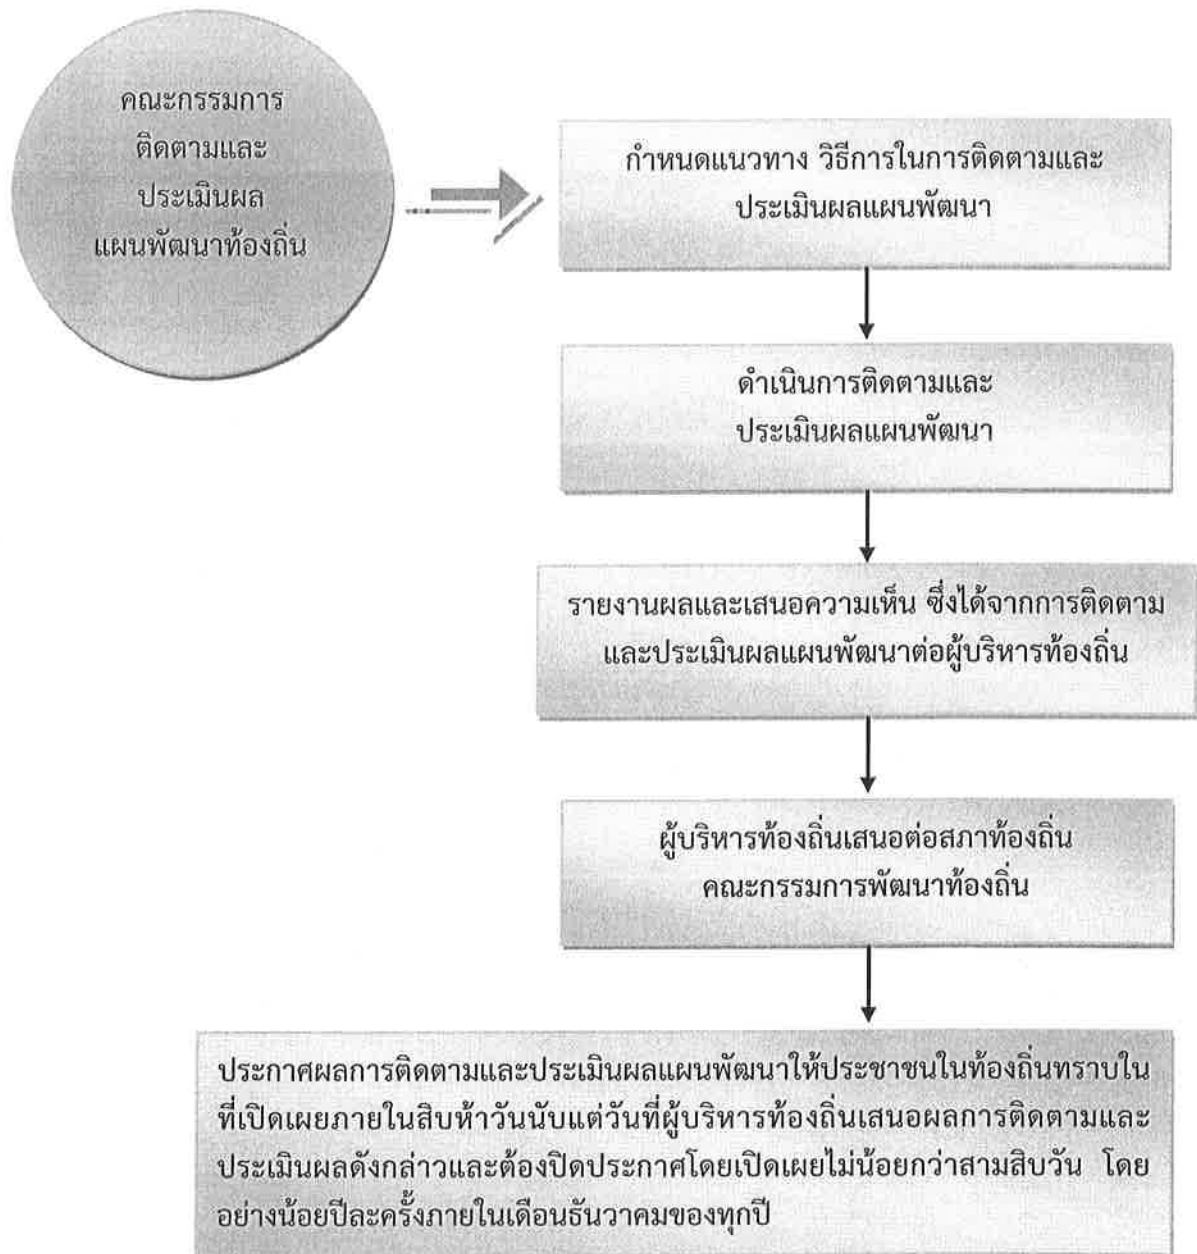 คณะกรรมการ
ติดตามและ
ประเมินผล
แผนพัฒนาท้องถิ่น
กำหนดแนวทาง วิธีการในการติดตามและ
ประเมินผลแผนพัฒนา
ดำเนินการติดตามและ
ประเมินผลแผนพัฒนา
รายงานผลและเสนอความเห็น ซึ่งได้จากการติดตาม
และประเมินผลแผนพัฒนาต่อผู้บริหารท้องถิ่น
ผู้บริหารท้องถิ่นเสนอต่อสภาท้องถิ่น
คณะกรรมการพัฒนาท้องถิ่น
ประกาศผลการติดตามและประเมินผลแผนพัฒนาให้ประชาชนในท้องถิ่นทราบใน
ที่เปิดเผยภายในสิบห้าวันนับแต่วันที่ผู้บริหารท้องถิ่นเสนอผลการติดตามและ
ประเมินผลดังกล่าวและต้องปิดประกาศโดยเปิดเผยไม่น้อยกว่าสามสิบวัน โดย
อย่างน้อยปีละครั้งภายในเดือนธันวาคมของทุกปี